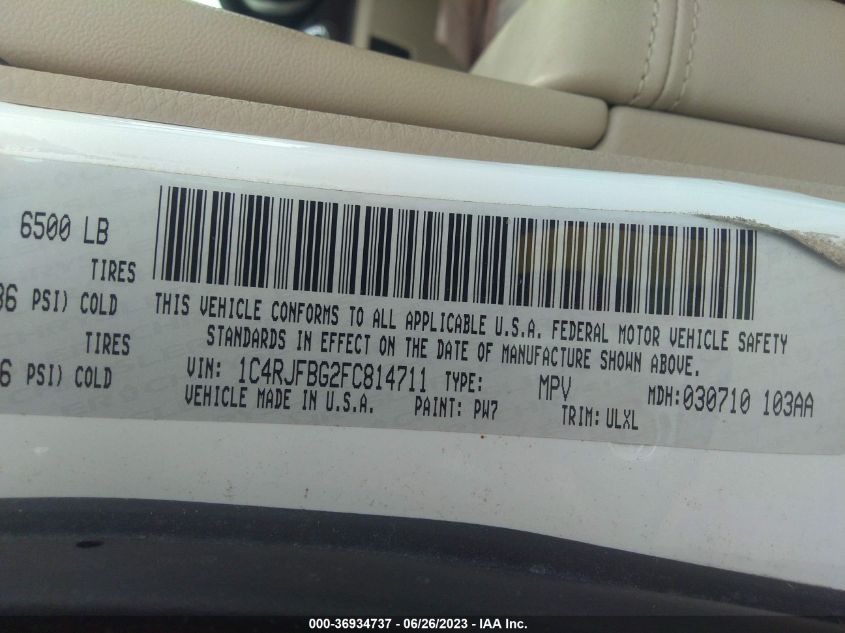 6500 LB
TIRES
36 PSI) COLD
TIRES
6 PSI) COLD
THIS VEHICLE CONFORMS TO ALL APPLICABLE U.S.A. FEDERAL MOTOR VEHICLE SAFETY
STANDARDS IN EFFECT ON THE DATE OF MANUFACTURE SHOWN ABOVE.
VIN: 1C4RJFBG2FC814711 TYPE: MPV MDH:030710 103AA
VEHICLE MADE IN U.S.A. PAINT: PW7 TRIM:ULXL
000-36934737 - 06/26/2023 - IAA Inc.